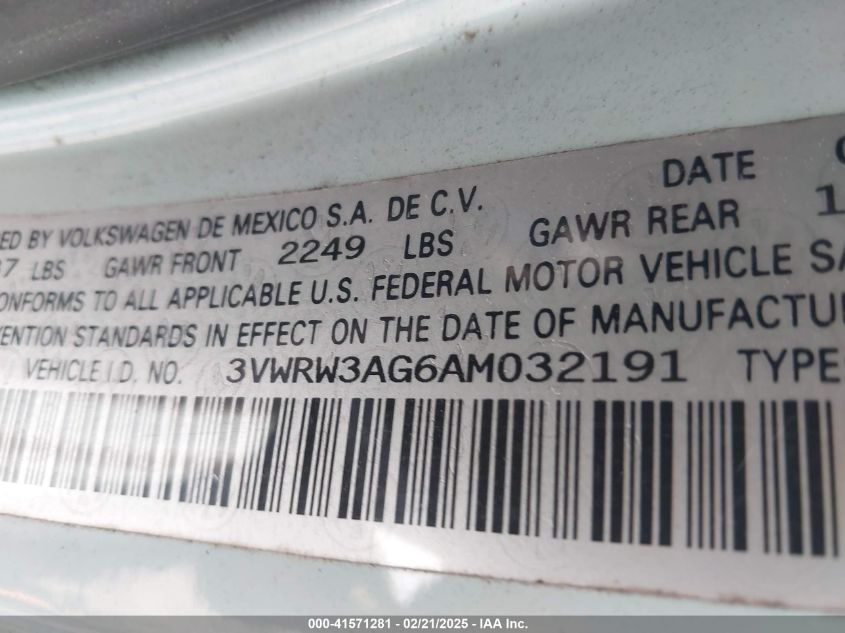 DATE
ED BY VOLKSWAGEN DE MEXICO S.A. DE C.V.
7 LBS GAWR FRONT 2249 LBS GAWR REAR 1
ONFORMS TO ALL APPLICABLE U.S. FEDERAL MOTOR VEHICLE SA
VENTION STANDARDS IN EFFECT ON THE DATE OF MANUFACTU
VEHICLE I.D. NO. 3VWRW3AG6AM032191 TYPE
000-41571281 - 02/21/2025 - IAA Inc.